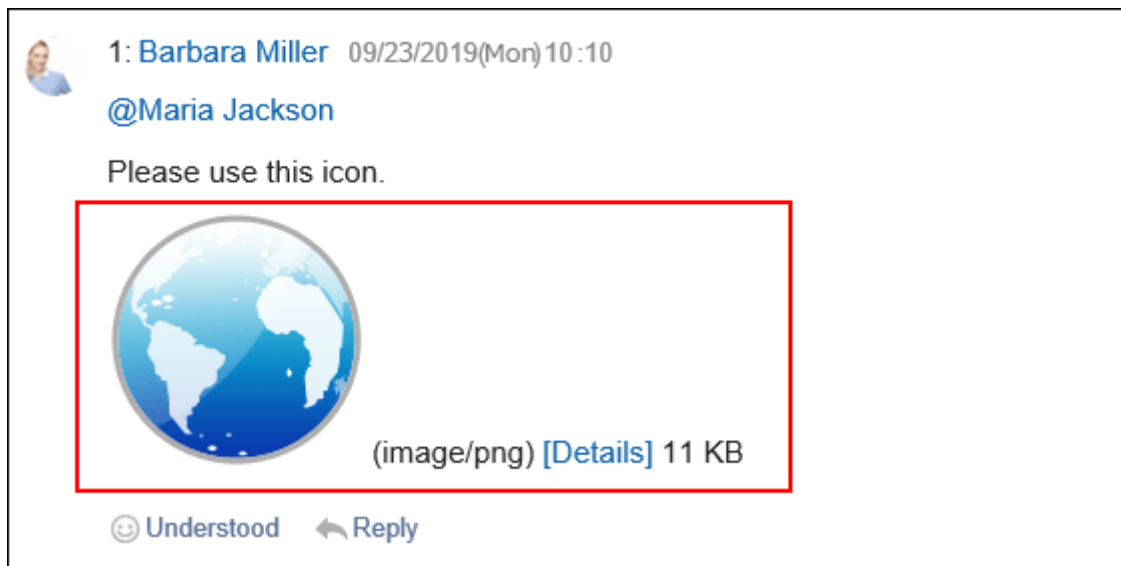 1: Barbara Miller 09/23/2019(Mon) 10:10
@Maria Jackson
Please use this icon.
(image/png) [Details] 11 KB
Understood Reply